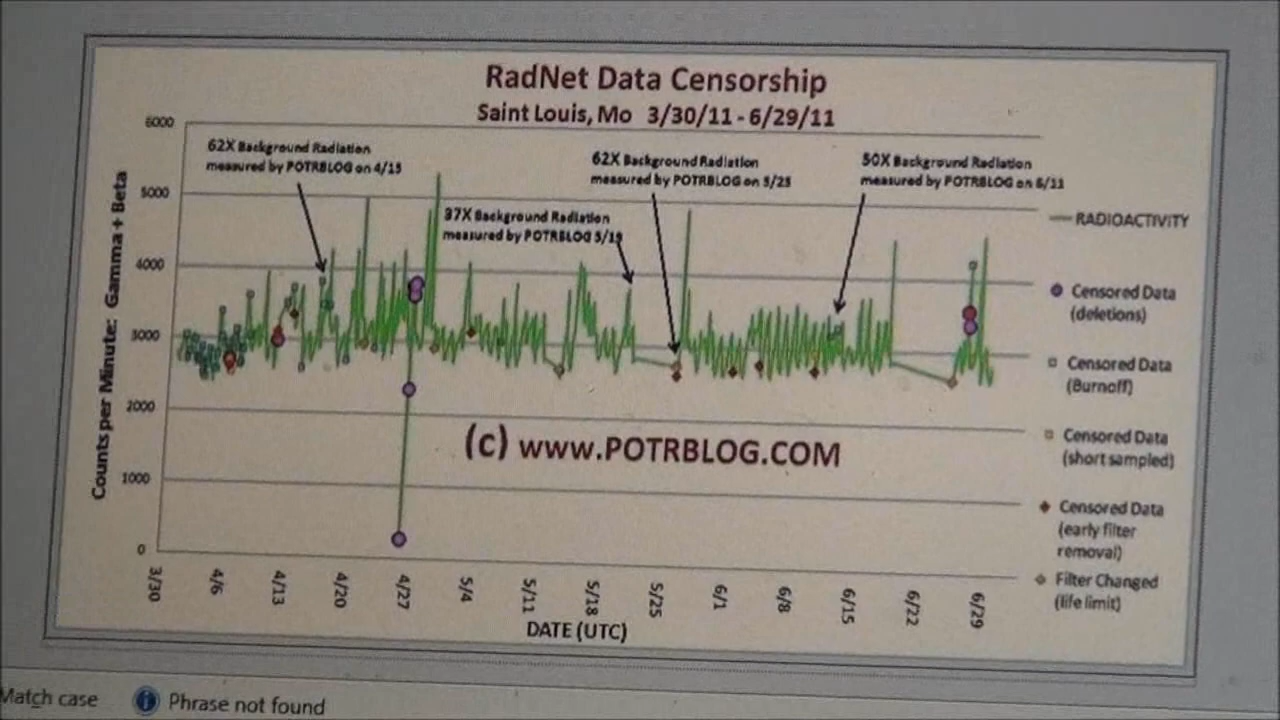 RadNet Data Censorship
Saint Louis, Mo 3/30/11 - 6/29/11
6000
62X Background Radiation
measured by POTRBLOG on 4/15
62X Background Radiation
measured by POTRBLOG on 5/25
50X Background Radiation
measured by POTRBLOG on 6/11
5000
37X Background Radiation
measured by POTRBLOG 5/19
RADIOACTIVITY
4000
Censored Data
(deletions)
3000
Censored Data
(Burnoff)
2000
(c) www.POTRBLOG.COM
Censored Data
(short sampled)
1000
Censored Data
(early filter
removal)
0
Filter Changed
(life limit)
Counts per Minute: Gamma + Beta
3/30
4/6
4/13
4/20
4/27
5/4
5/11
5/18
5/25
6/1
6/8
6/15
6/22
6/29
DATE (UTC)
Match case
Phrase not found